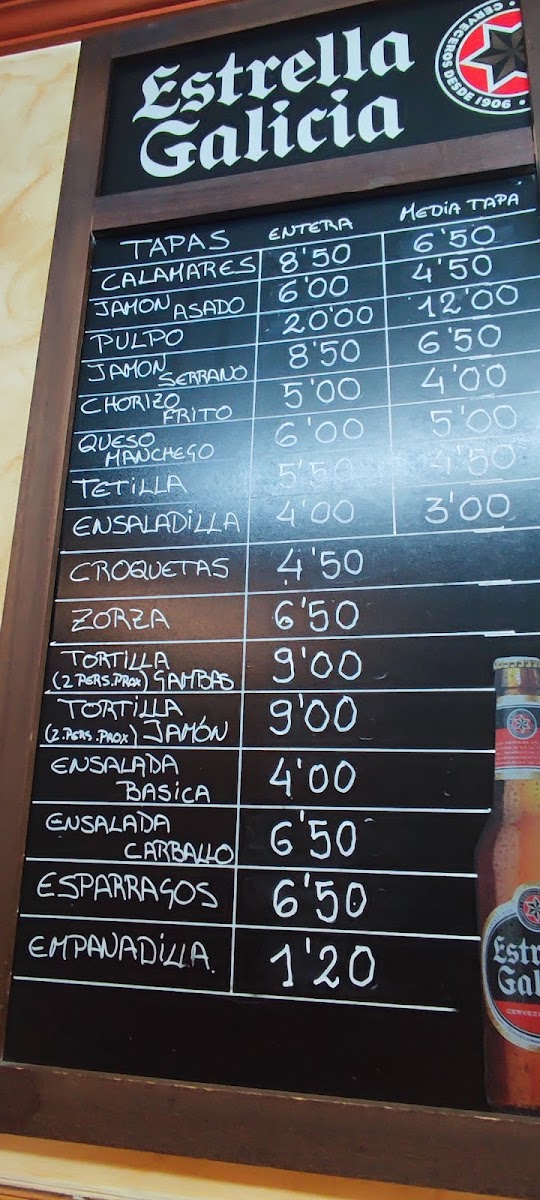 Estrella
Galicia
CERVECEROS DESDE 1906
TAPAS ENTERA MEDIA TAPA
CALAMARES 8'50 6'50
JAMON ASADO 6'00 4'50
PULPO 20'00 12'00
JAMON SERRANO 8'50 6'50
CHORIZO FRITO 5'00 4'00
QUESO MANCHEGO 6'00 5'00
TETILLA 5'50 4'50
ENSALADILLA 4'00 3'00
CROQUETAS 4'50
ZORZA 6'50
TORTILLA
(2 PERS.PROX) GAMBAS 9'00
TORTILLA
(2.PERS.PROX) JAMÓN 9'00
ENSALADA
BASICA 4'00
ENSALADA
CARBALLO 6'50
ESPARRAGOS 6'50
EMPANADILLA. 1'20
Estr
Gal